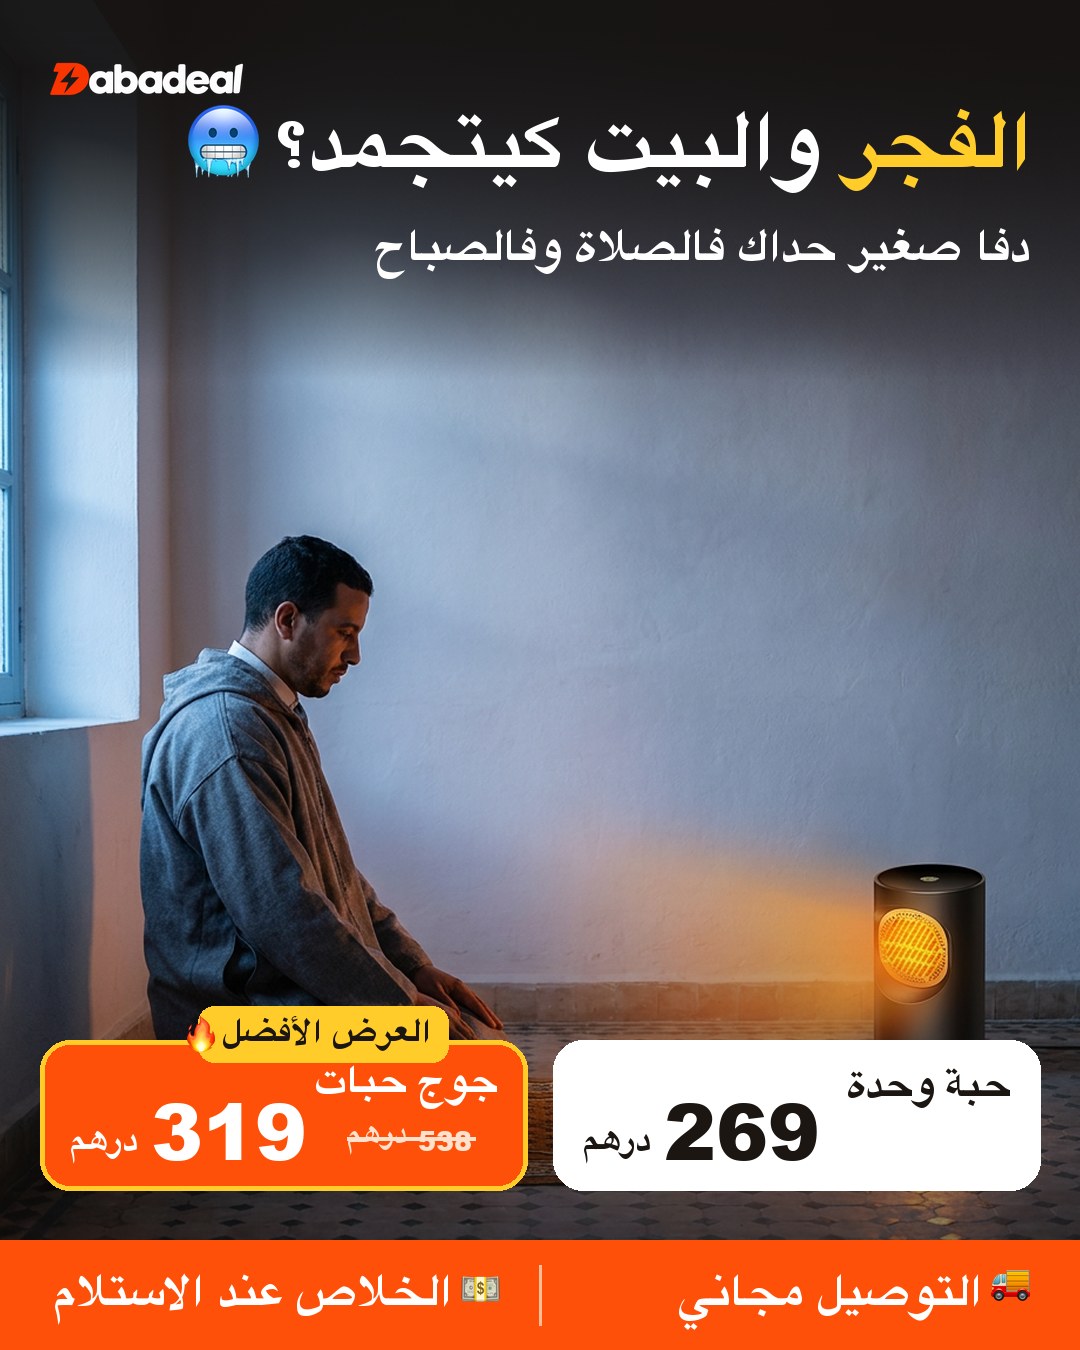 Dabadeal
الفجر والبيت كيتجمد؟ 🥶
دفا صغير حداك فالصلاة وفالصباح
حبة وحدة
269 درهم
العرض الأفضل 🔥
جوج حبات
538 درهم
319 درهم
🚚 التوصيل مجاني
💵 الخلاص عند الاستلام